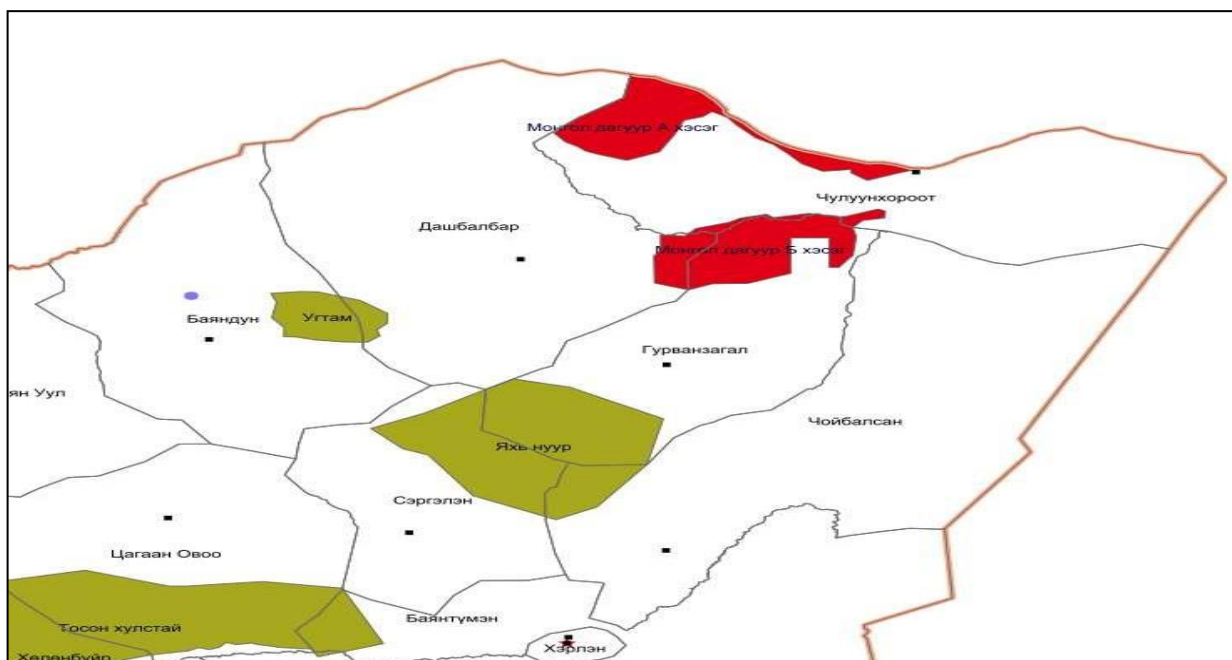 Монгол дагуур А хэсэг
Чулуунхороот
Дашбалбар
Монгол дагуур Б хэсэг
Баяндун
Угтам
Гурванзагал
ян Уул
Чойбалсан
Яхь нуур
Сэргэлэн
Цагаан Овоо
Баянтүмэн
Тосон хулстай
Хэрлэн
Хөлөнбуйр